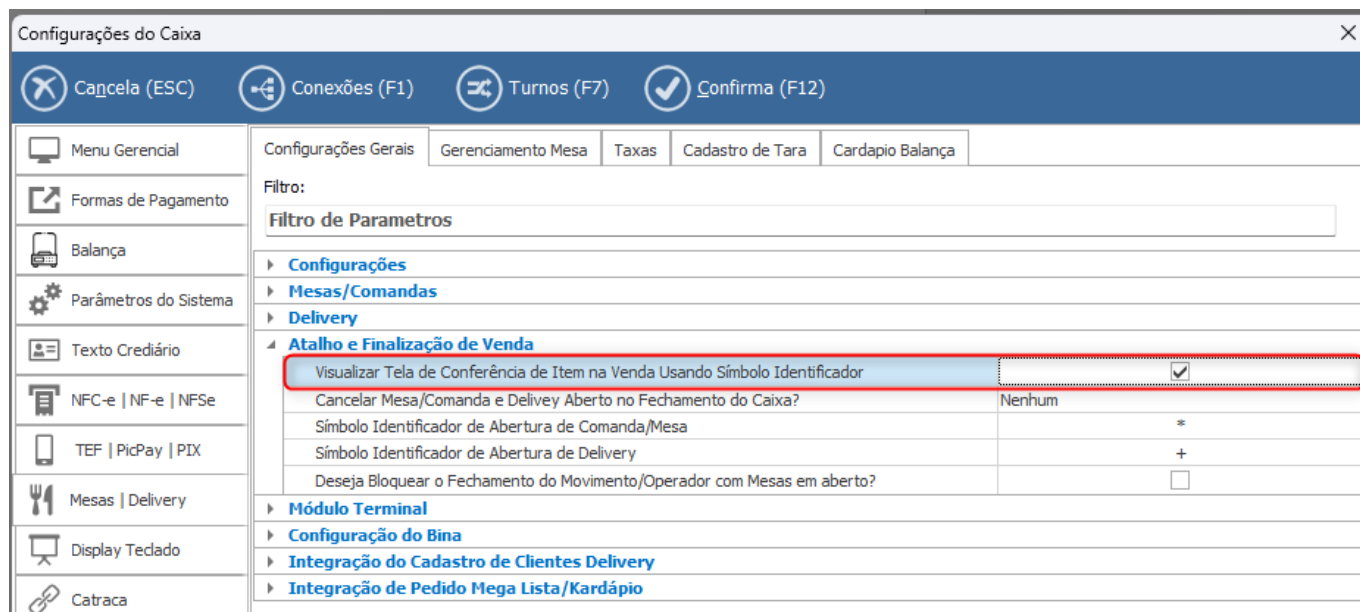 Configurações do Caixa
Cancela (ESC)
Conexões (F1)
Turnos (F7)
Confirma (F12)
Menu Gerencial
Formas de Pagamento
Balança
Parâmetros do Sistema
Texto Crediário
NFC-e | NF-e | NFSe
TEF | PicPay | PIX
Mesas | Delivery
Display Teclado
Catraca
Configurações Gerais
Gerenciamento Mesa
Taxas
Cadastro de Tara
Cardapio Balança
Filtro:
Filtro de Parametros
Configurações
Mesas/Comandas
Delivery
Atalho e Finalização de Venda
Visualizar Tela de Conferência de Item na Venda Usando Símbolo Identificador
Cancelar Mesa/Comanda e Delivey Aberto no Fechamento do Caixa? Nenhum
Símbolo Identificador de Abertura de Comanda/Mesa *
Símbolo Identificador de Abertura de Delivery +
Deseja Bloquear o Fechamento do Movimento/Operador com Mesas em aberto?
Módulo Terminal
Configuração do Bina
Integração do Cadastro de Clientes Delivery
Integração de Pedido Mega Lista/Kardápio